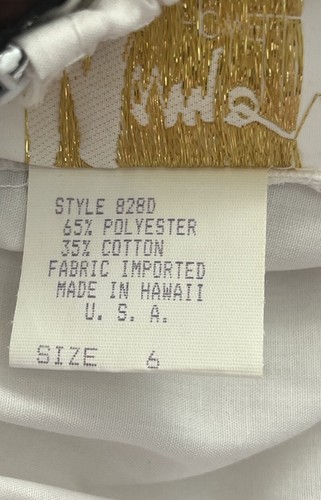 STYLE 828D
65% POLYESTER
35% COTTON
FABRIC IMPORTED
MADE IN HAWAII
U. S. A.
SIZE 6